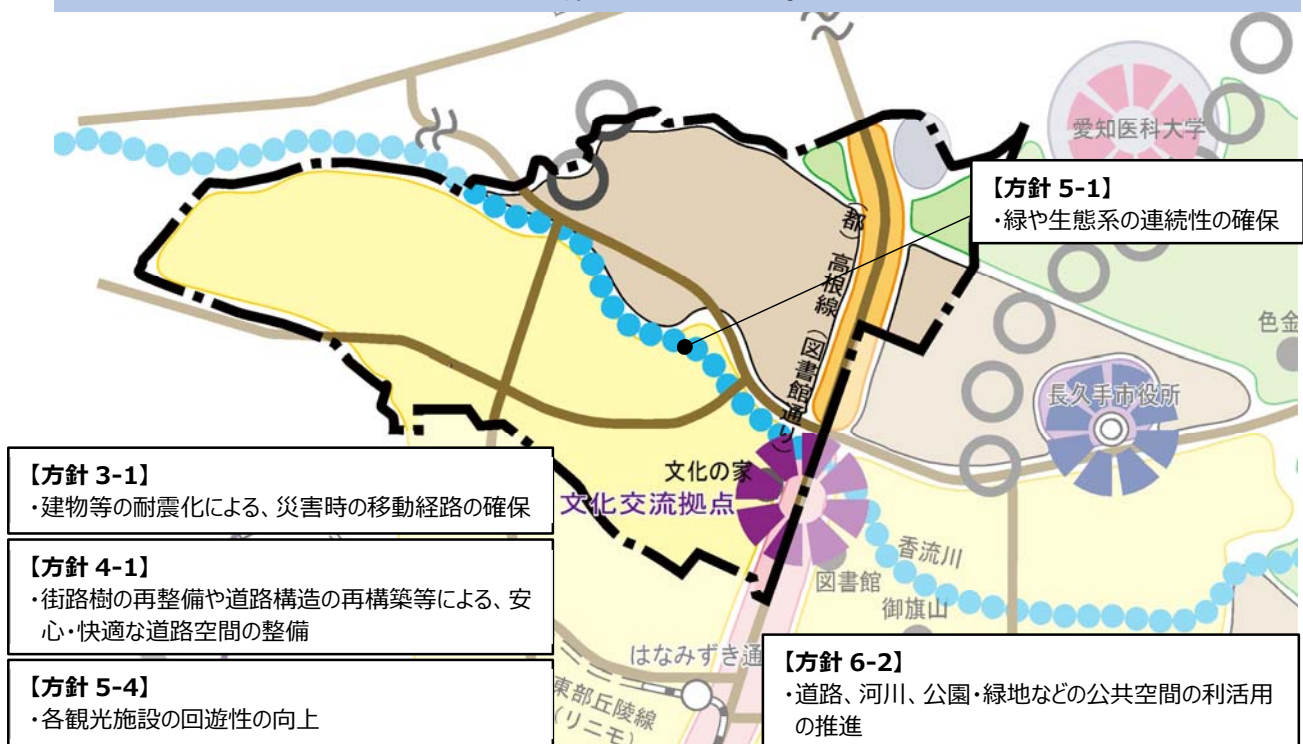 愛知医科大学
【方針 5-1】
・緑や生態系の連続性の確保
(都)高根線(図書館通り)
色金
長久手市役所
文化の家
文化交流拠点
【方針 3-1】
・建物等の耐震化による、災害時の移動経路の確保
【方針 4-1】
・街路樹の再整備や道路構造の再構築等による、安
心・快適な道路空間の整備
【方針 5-4】
・各観光施設の回遊性の向上
香流川
図書館
御旗山
はなみずき通
東部丘陵線
(リニモ)
【方針 6-2】
・道路、河川、公園・緑地などの公共空間の利活用
の推進